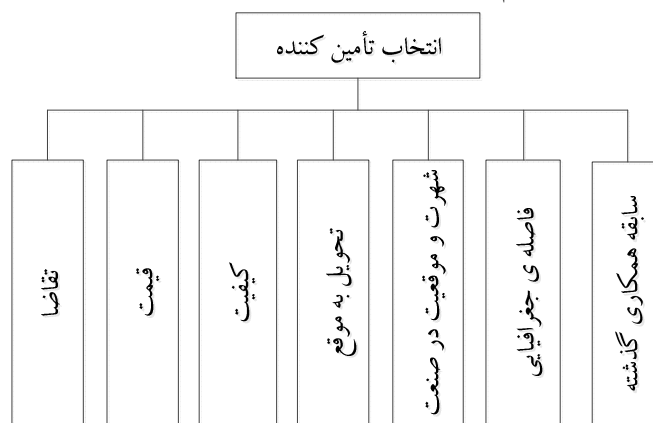 انتخاب تأمین کننده
سابقه همکاری گذشته
فاصله ی جغرافیایی
شهرت و موقعیت در صنعت
تحویل به موقع
کیفیت
قیمت
تقاضا